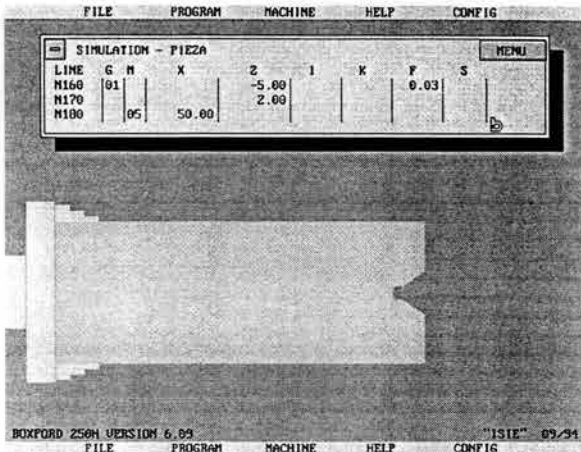 FILE PROGRAM MACHINE HELP CONFIG
SIMULATION - PIEZA MENU
LINE G M X Z I K F S
N160 01 -5.00 0.03
N170 2.00
N180 05 50.00
BOXFORD 250H VERSION 6.09 "ISIE" 09/94
FILE PROGRAM MACHINE HELP CONFIG